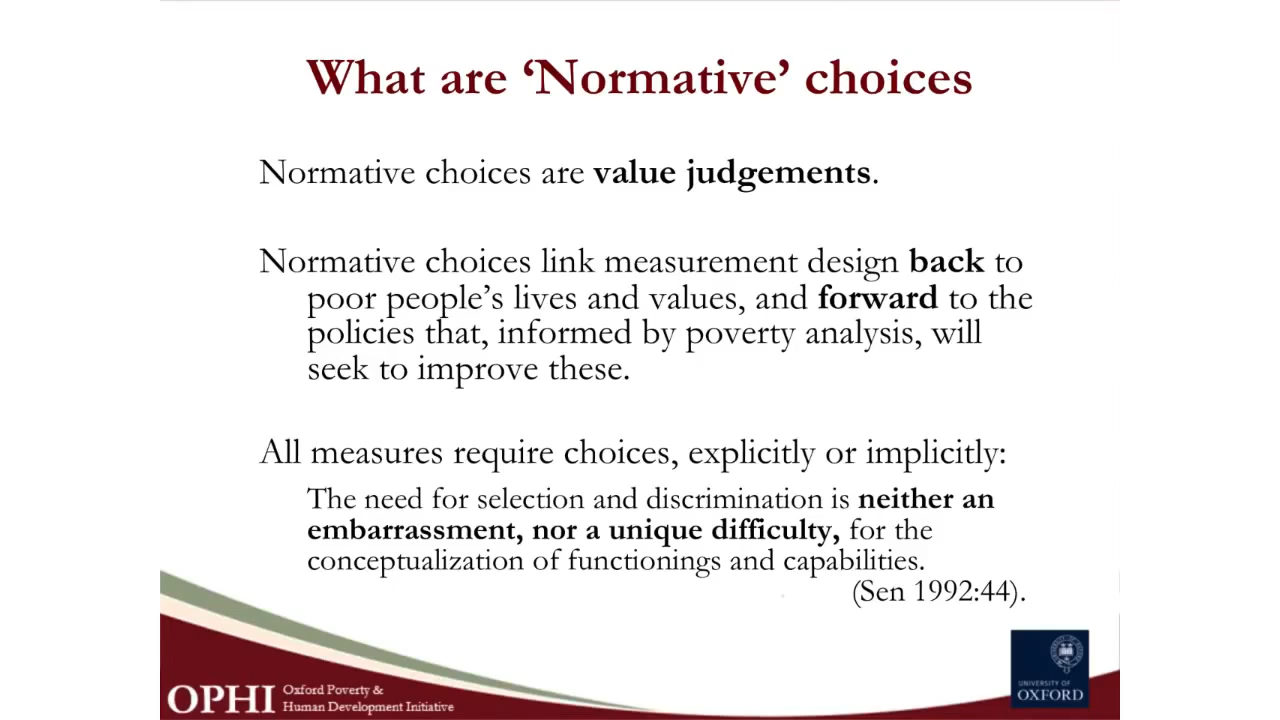 What are ‘Normative’ choices
Normative choices are value judgements.
Normative choices link measurement design back to
poor people’s lives and values, and forward to the
policies that, informed by poverty analysis, will
seek to improve these.
All measures require choices, explicitly or implicitly:
The need for selection and discrimination is neither an
embarrassment, nor a unique difficulty, for the
conceptualization of functionings and capabilities.
(Sen 1992:44).
OPHI
Oxford Poverty &
Human Development Initiative
UNIVERSITY OF
OXFORD